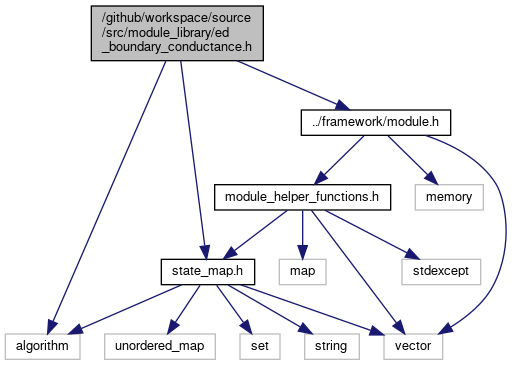 /github/workspace/source
/src/module_library/ed
_boundary_conductance.h
../framework/module.h
module_helper_functions.h
memory
state_map.h
map
stdexcept
algorithm
unordered_map
set
string
vector